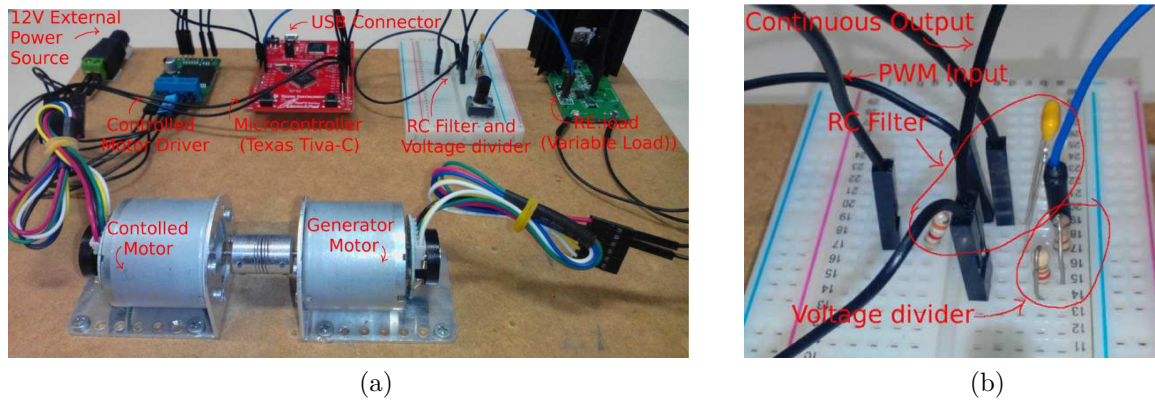 12V External
Power
Source
USB Connector
Controlled
Motor Driver
Microcontroller
(Texas Tiva-C)
RC Filter and
Voltage divider
RE:load
(Variable Load))
Contolled
Motor
Generator
Motor
(a)
Continuous Output
PWM Input
RC Filter
Voltage divider
(b)